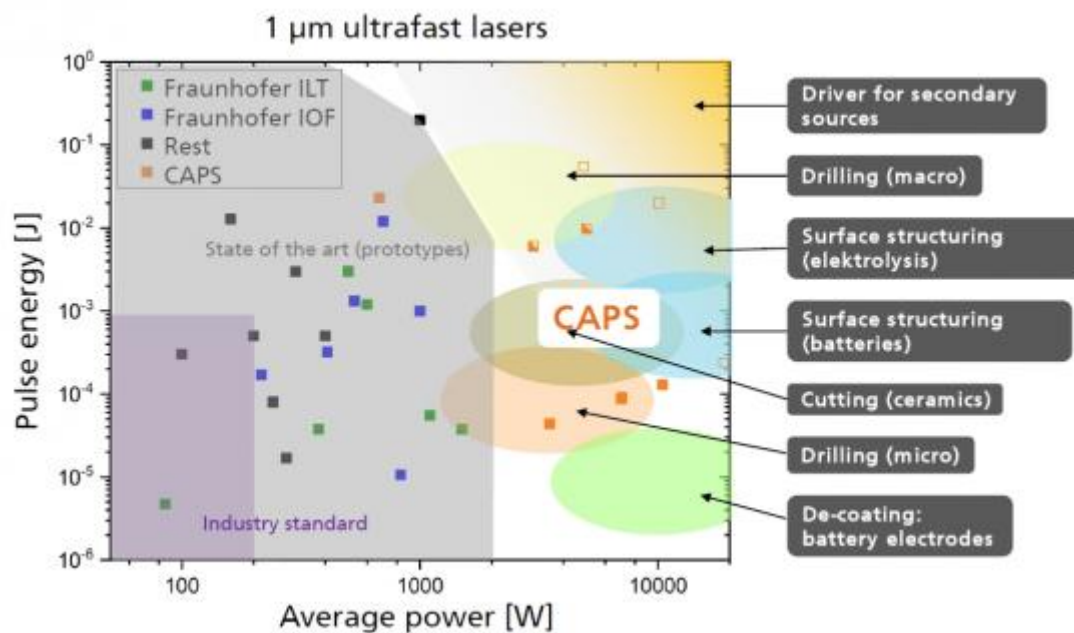 1 µm ultrafast lasers
Pulse energy [J]
10⁰
10⁻¹
10⁻²
10⁻³
10⁻⁴
10⁻⁵
10⁻⁶
Fraunhofer ILT
Fraunhofer IOF
Rest
CAPS
State of the art (prototypes)
Industry standard
CAPS
100
1000
10000
Average power [W]
Driver for secondary
sources
Drilling (macro)
Surface structuring
(elektrolysis)
Surface structuring
(batteries)
Cutting (ceramics)
Drilling (micro)
De-coating:
battery electrodes